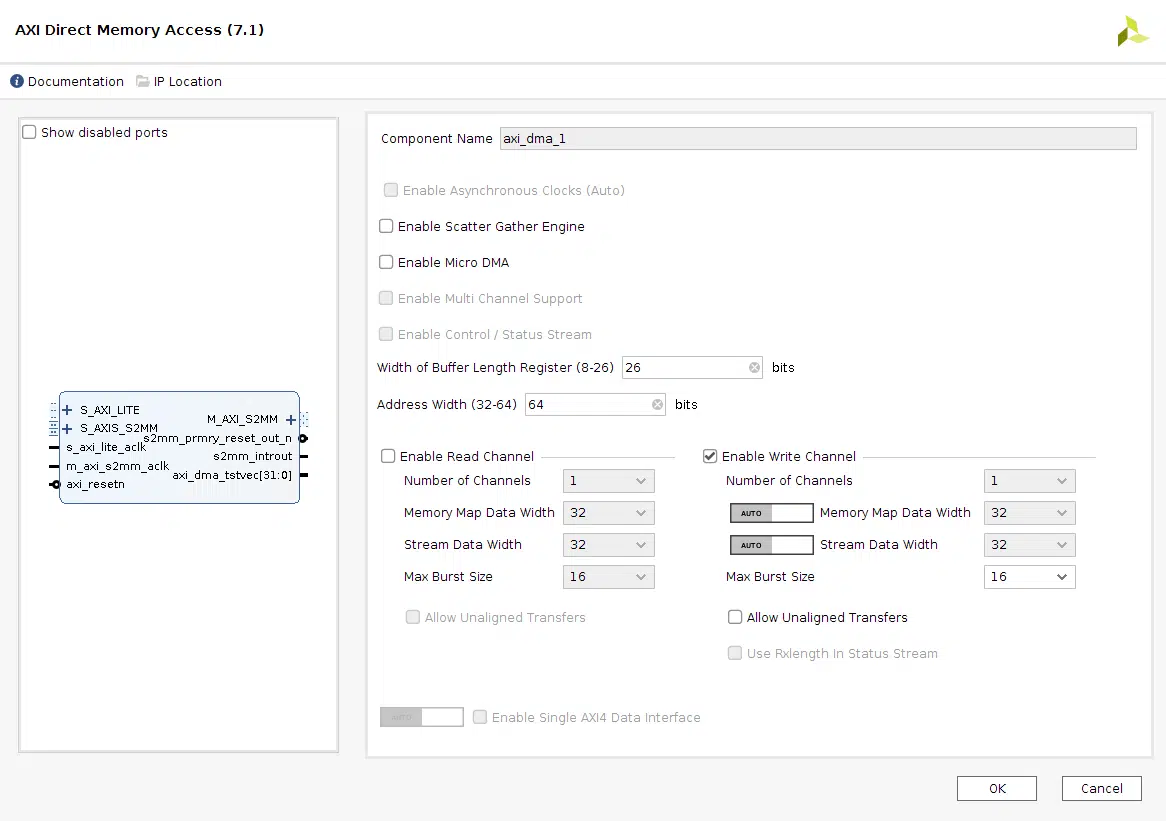 AXI Direct Memory Access (7.1)
Documentation IP Location
Show disabled ports
S_AXI_LITE
S_AXIS_S2MM
s_axi_lite_aclk
m_axi_s2mm_aclk
axi_resetn
M_AXI_S2MM
s2mm_prmry_reset_out_n
s2mm_introut
axi_dma_tstvec[31:0]
Component Name axi_dma_1
Enable Asynchronous Clocks (Auto)
Enable Scatter Gather Engine
Enable Micro DMA
Enable Multi Channel Support
Enable Control / Status Stream
Width of Buffer Length Register (8-26) 26 bits
Address Width (32-64) 64 bits
Enable Read Channel
Number of Channels 1
Memory Map Data Width 32
Stream Data Width 32
Max Burst Size 16
Allow Unaligned Transfers
Enable Write Channel
Number of Channels 1
AUTO Memory Map Data Width 32
AUTO Stream Data Width 32
Max Burst Size 16
Allow Unaligned Transfers
Use Rxlength In Status Stream
AUTO Enable Single AXI4 Data Interface
OK Cancel